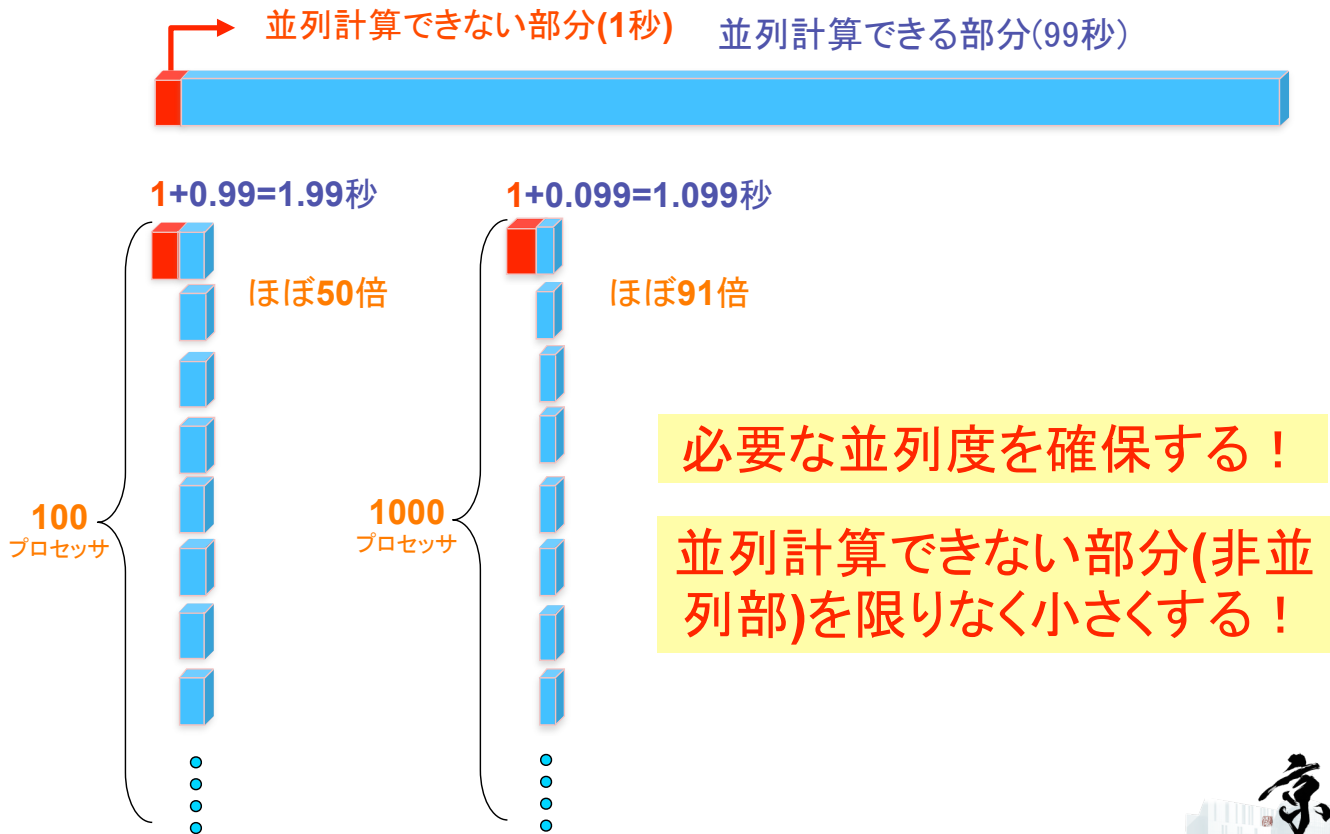 並列計算できない部分(1秒) 並列計算できる部分(99秒)
1+0.99=1.99秒
1+0.099=1.099秒
ほぼ50倍
ほぼ91倍
必要な並列度を確保する！
100
プロセッサ
1000
プロセッサ
並列計算できない部分(非並
列部)を限りなく小さくする！
京